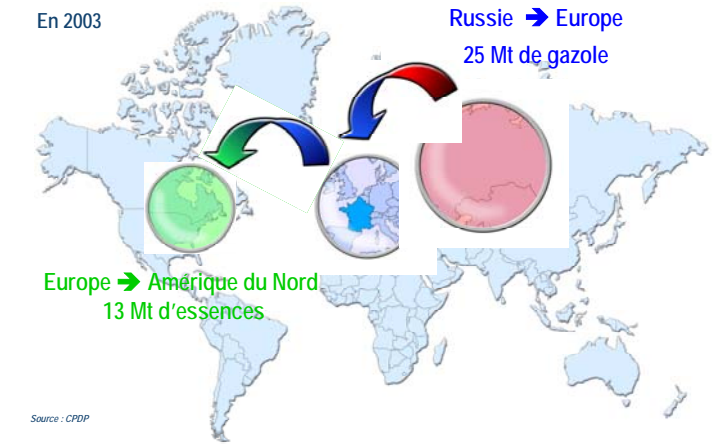 En 2003
Russie ➔ Europe
25 Mt de gazole
Europe ➔ Amérique du Nord
13 Mt d'essences
Source : CPDP